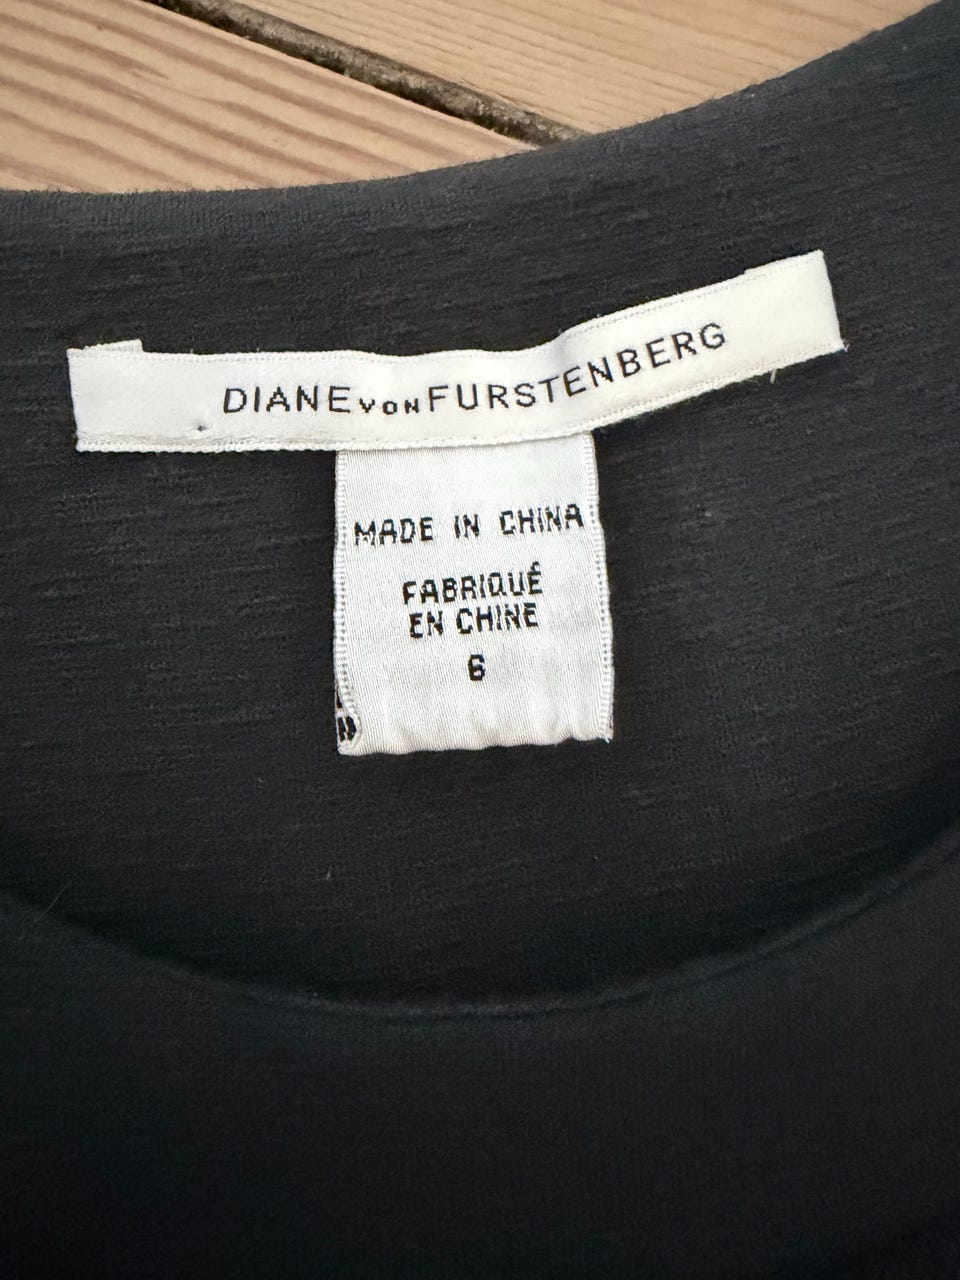 DIANE VON FURSTENBERG
MADE IN CHINA
FABRIQUÉ
EN CHINE
6